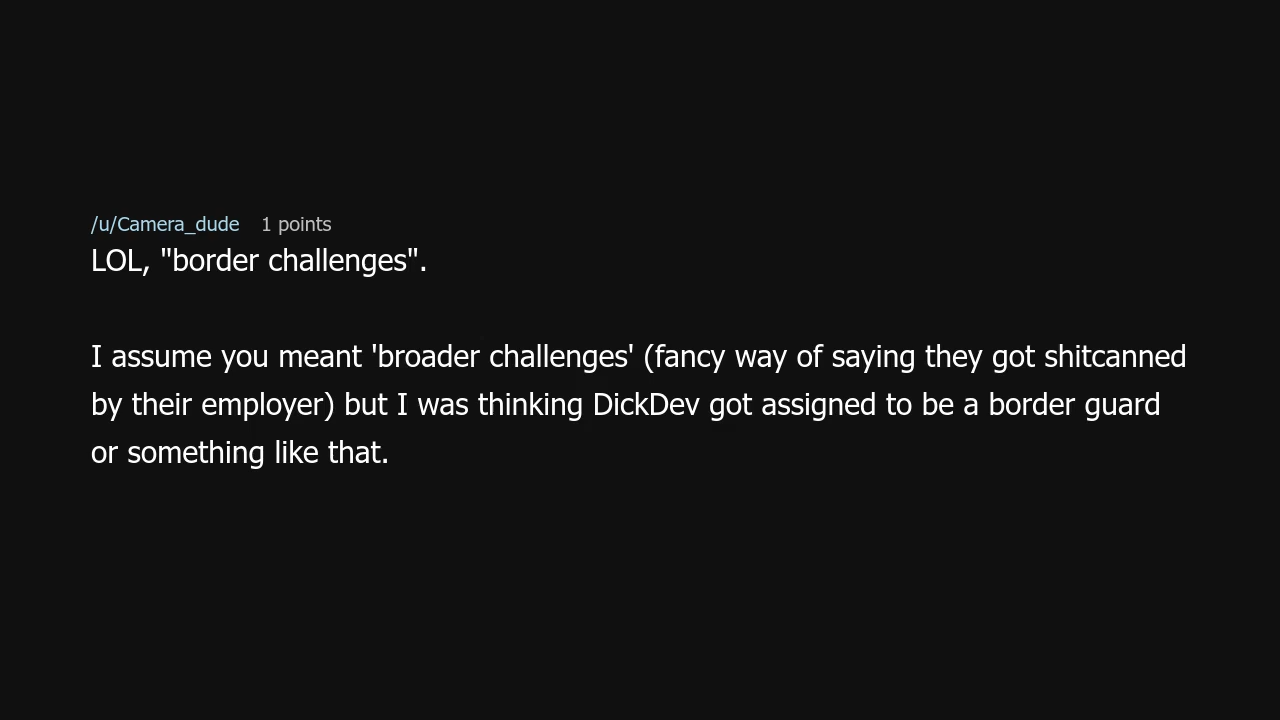 /u/Camera_dude 1 points
LOL, "border challenges".
I assume you meant 'broader challenges' (fancy way of saying they got shitcanned
by their employer) but I was thinking DickDev got assigned to be a border guard
or something like that.